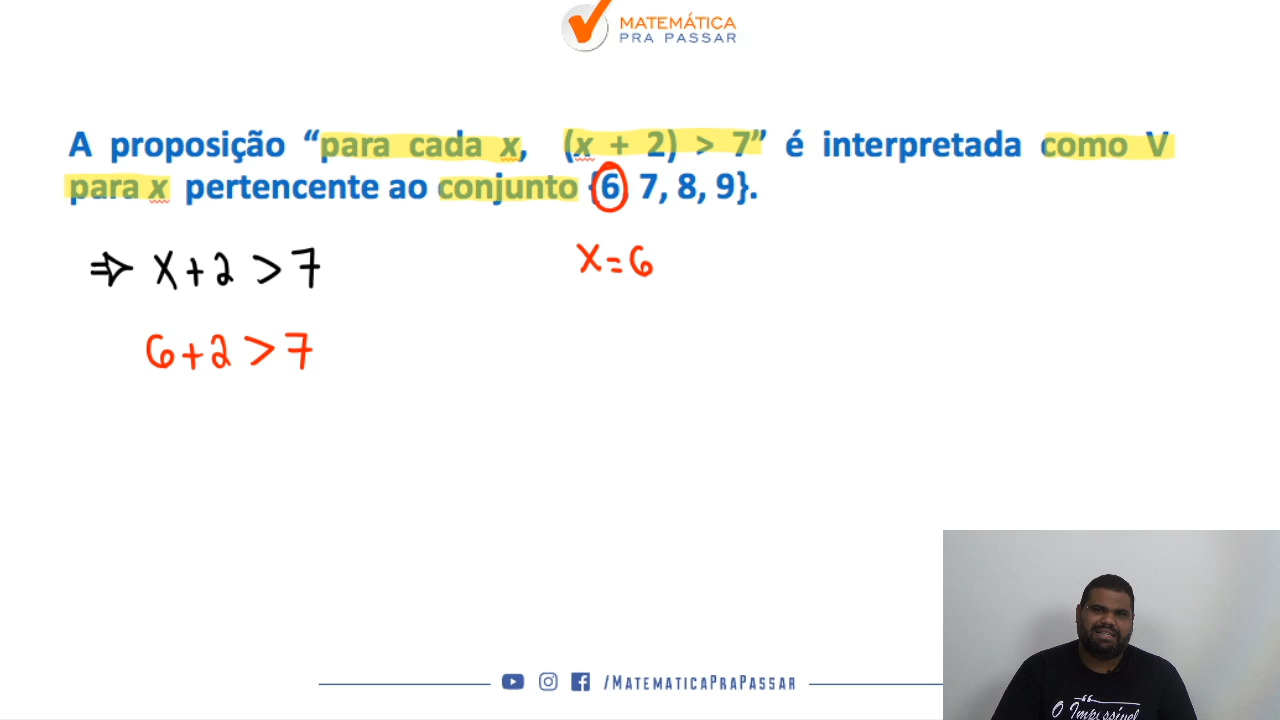 MATEMÁTICA
PRA PASSAR
A proposição “para cada x, (x + 2) > 7” é interpretada como V
para x pertencente ao conjunto {6, 7, 8, 9}.
⇒ x+2 > 7
x=6
6+2 > 7
/MATEMATICAPRAPASSAR
“
O Impossível